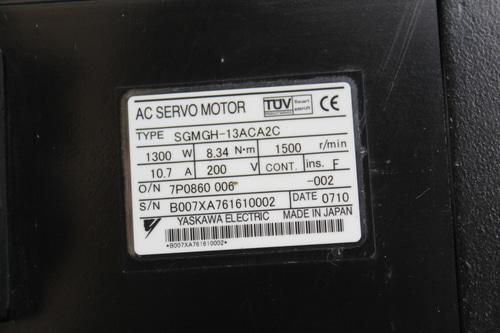 AC SERVO MOTOR TÜV CE
TYPE SGMGH-13ACA2C
1300 W 8.34 N·m 1500 r/min
10.7 A 200 V CONT. ins. F
O/N 7P0860 006- -002
S/N B007XA761610002 DATE 0710
YASKAWA ELECTRIC MADE IN JAPAN
*B007XA761610002*